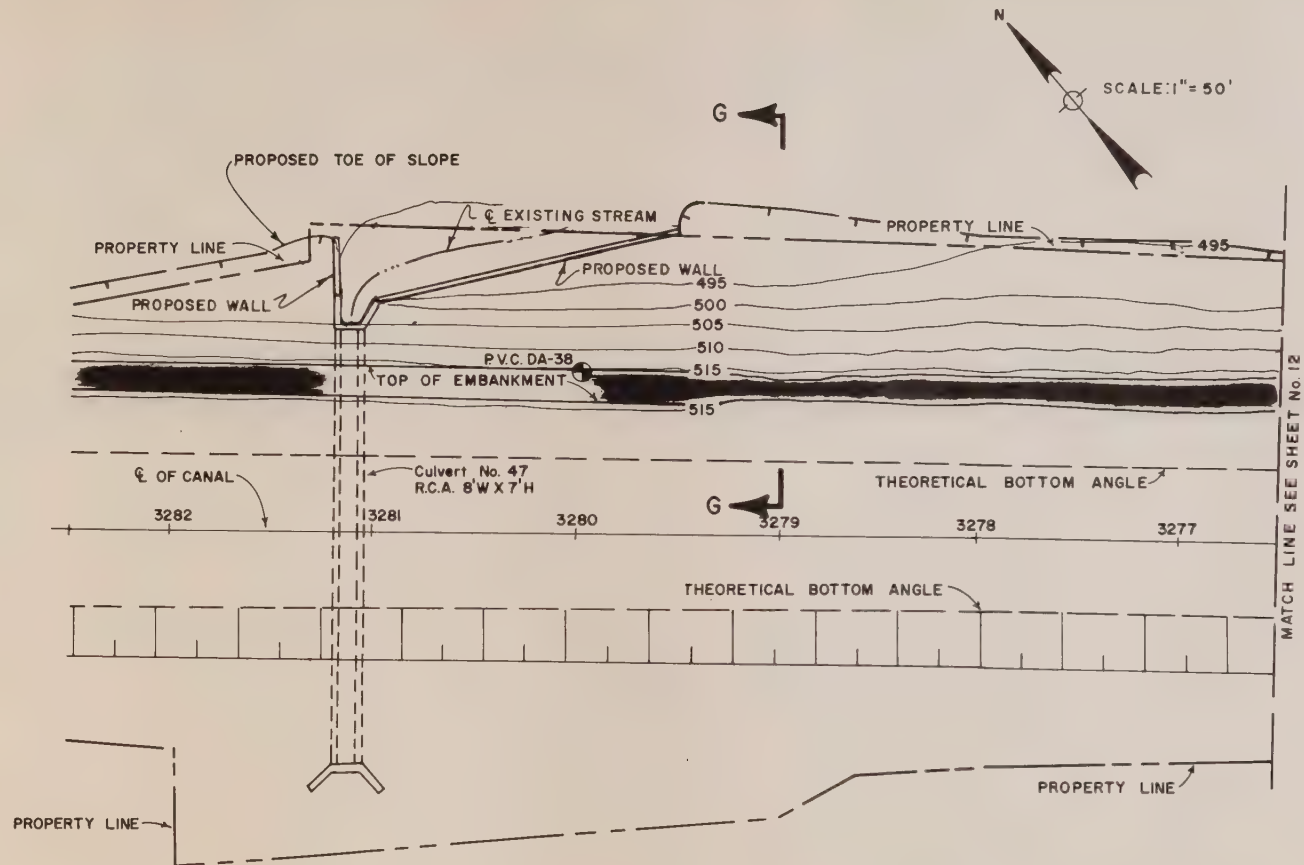 N
SCALE: 1" = 50'
G
PROPOSED TOE OF SLOPE
℄ EXISTING STREAM
PROPERTY LINE
PROPERTY LINE
495
PROPOSED WALL
PROPOSED WALL
495
500
505
510
P.V.C. DA-38
515
TOP OF EMBANKMENT
515
℄ OF CANAL
Culvert No. 47
R.C.A. 8'W X 7'H
THEORETICAL BOTTOM ANGLE
G
3282
3281
3280
3279
3278
3277
THEORETICAL BOTTOM ANGLE
MATCH LINE SEE SHEET No. 12
PROPERTY LINE
PROPERTY LINE